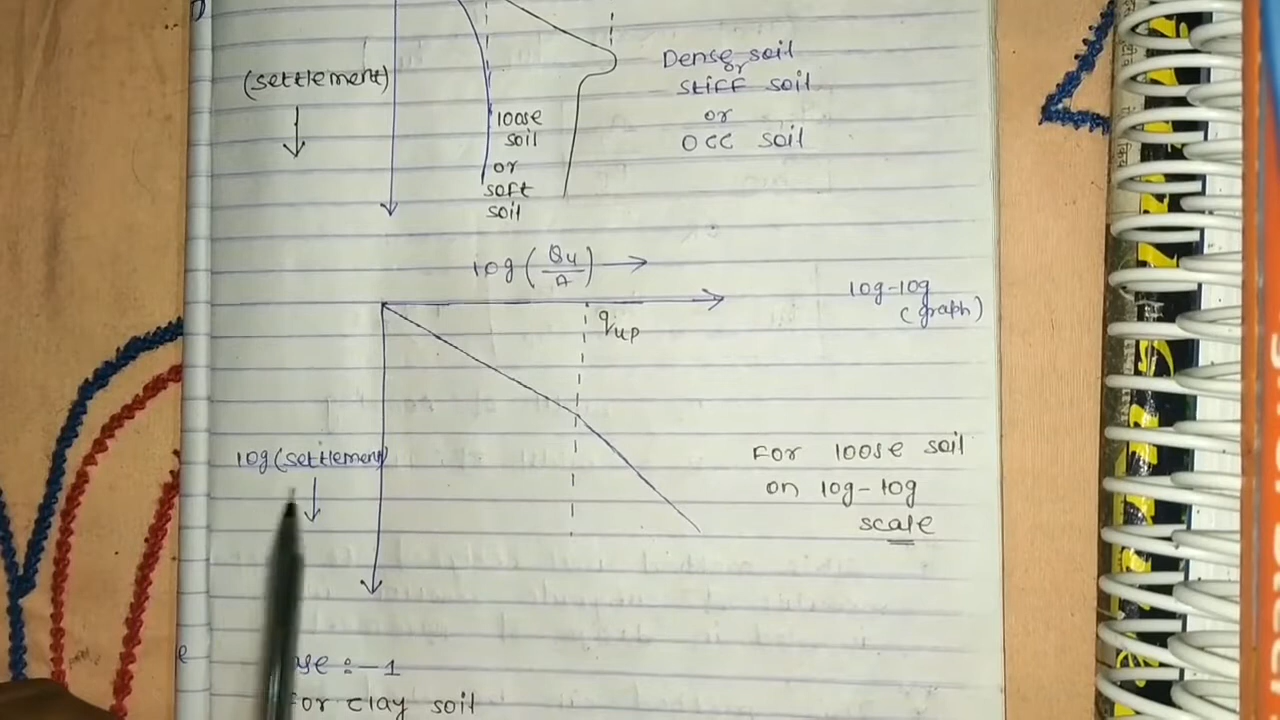 (settlement)
loose
soil
or
soft
soil
Dense soil
stiff soil
or
OCC soil
log(Qu/A)
log-log
(graph)
qup
log(settlement)
For loose soil
on log-log
scale
se :-1
For clay soil